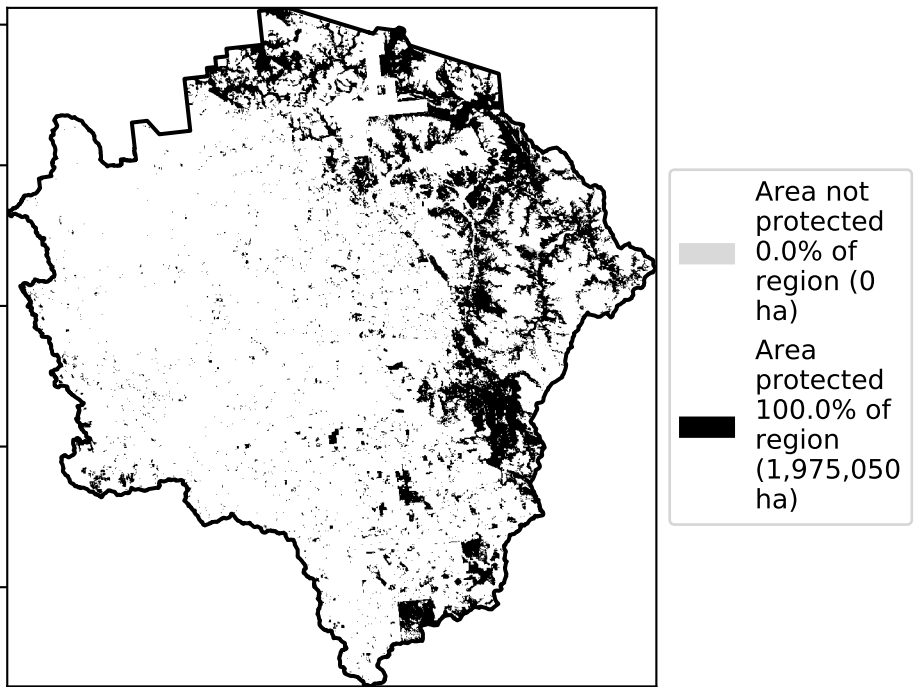 Area not
protected
0.0% of
region (0
ha)
Area
protected
100.0% of
region
(1,975,050
ha)